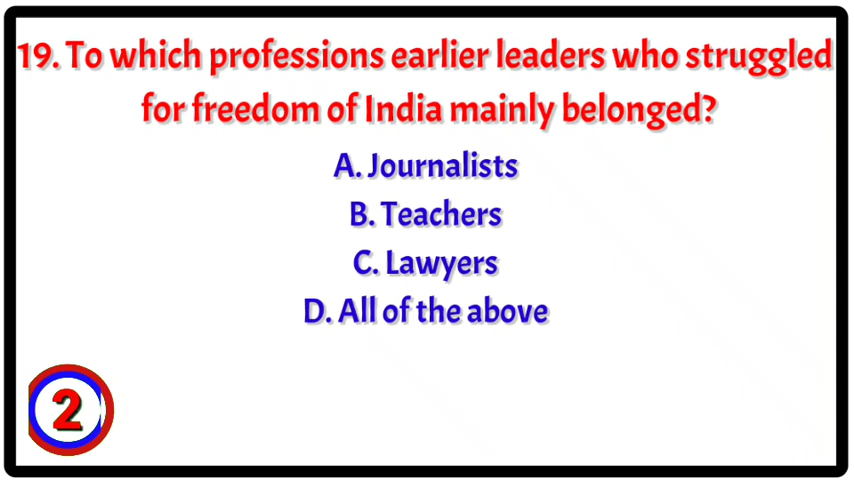 19. To which professions earlier leaders who struggled
for freedom of India mainly belonged?
A. Journalists
B. Teachers
C. Lawyers
D. All of the above
2